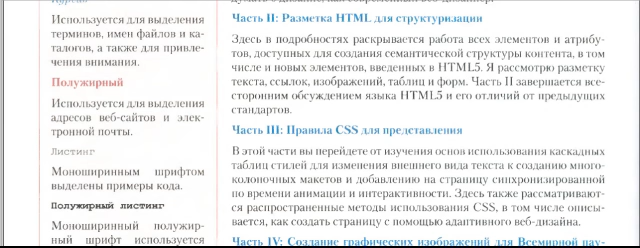 Курсив
Используется для выделения
терминов, имен файлов и ка-
талогов, а также для привле-
чения внимания.
Полужирный
Используется для выделения
адресов веб-сайтов и элек-
тронной почты.
Листинг
Моноширинным шрифтом
выделены примеры кода.
Полужирный листинг
Моноширинный полужир-
ный шрифт используется
Часть II: Разметка HTML для структуризации
Здесь в подробностях раскрывается работа всех элементов и атрибу-
тов, доступных для создания семантической структуры контента, в том
числе и новых элементов, введенных в HTML5. Я рассмотрю разметку
текста, ссылок, изображений, таблиц и форм. Часть II завершается все-
сторонним обсуждением языка HTML5 и его отличий от предыдущих
стандартов.
Часть III: Правила CSS для представления
В этой части вы перейдете от изучения основ использования каскадных
таблиц стилей для изменения внешнего вида текста к созданию много-
колоночных макетов и добавлению на страницу синхронизированной
по времени анимации и интерактивности. Здесь также рассматривают-
ся распространенные методы использования CSS, в том числе описы-
вается, как создать страницу с помощью адаптивного веб-дизайна.
Часть IV: Создание графических изображений для Всемирной пау-